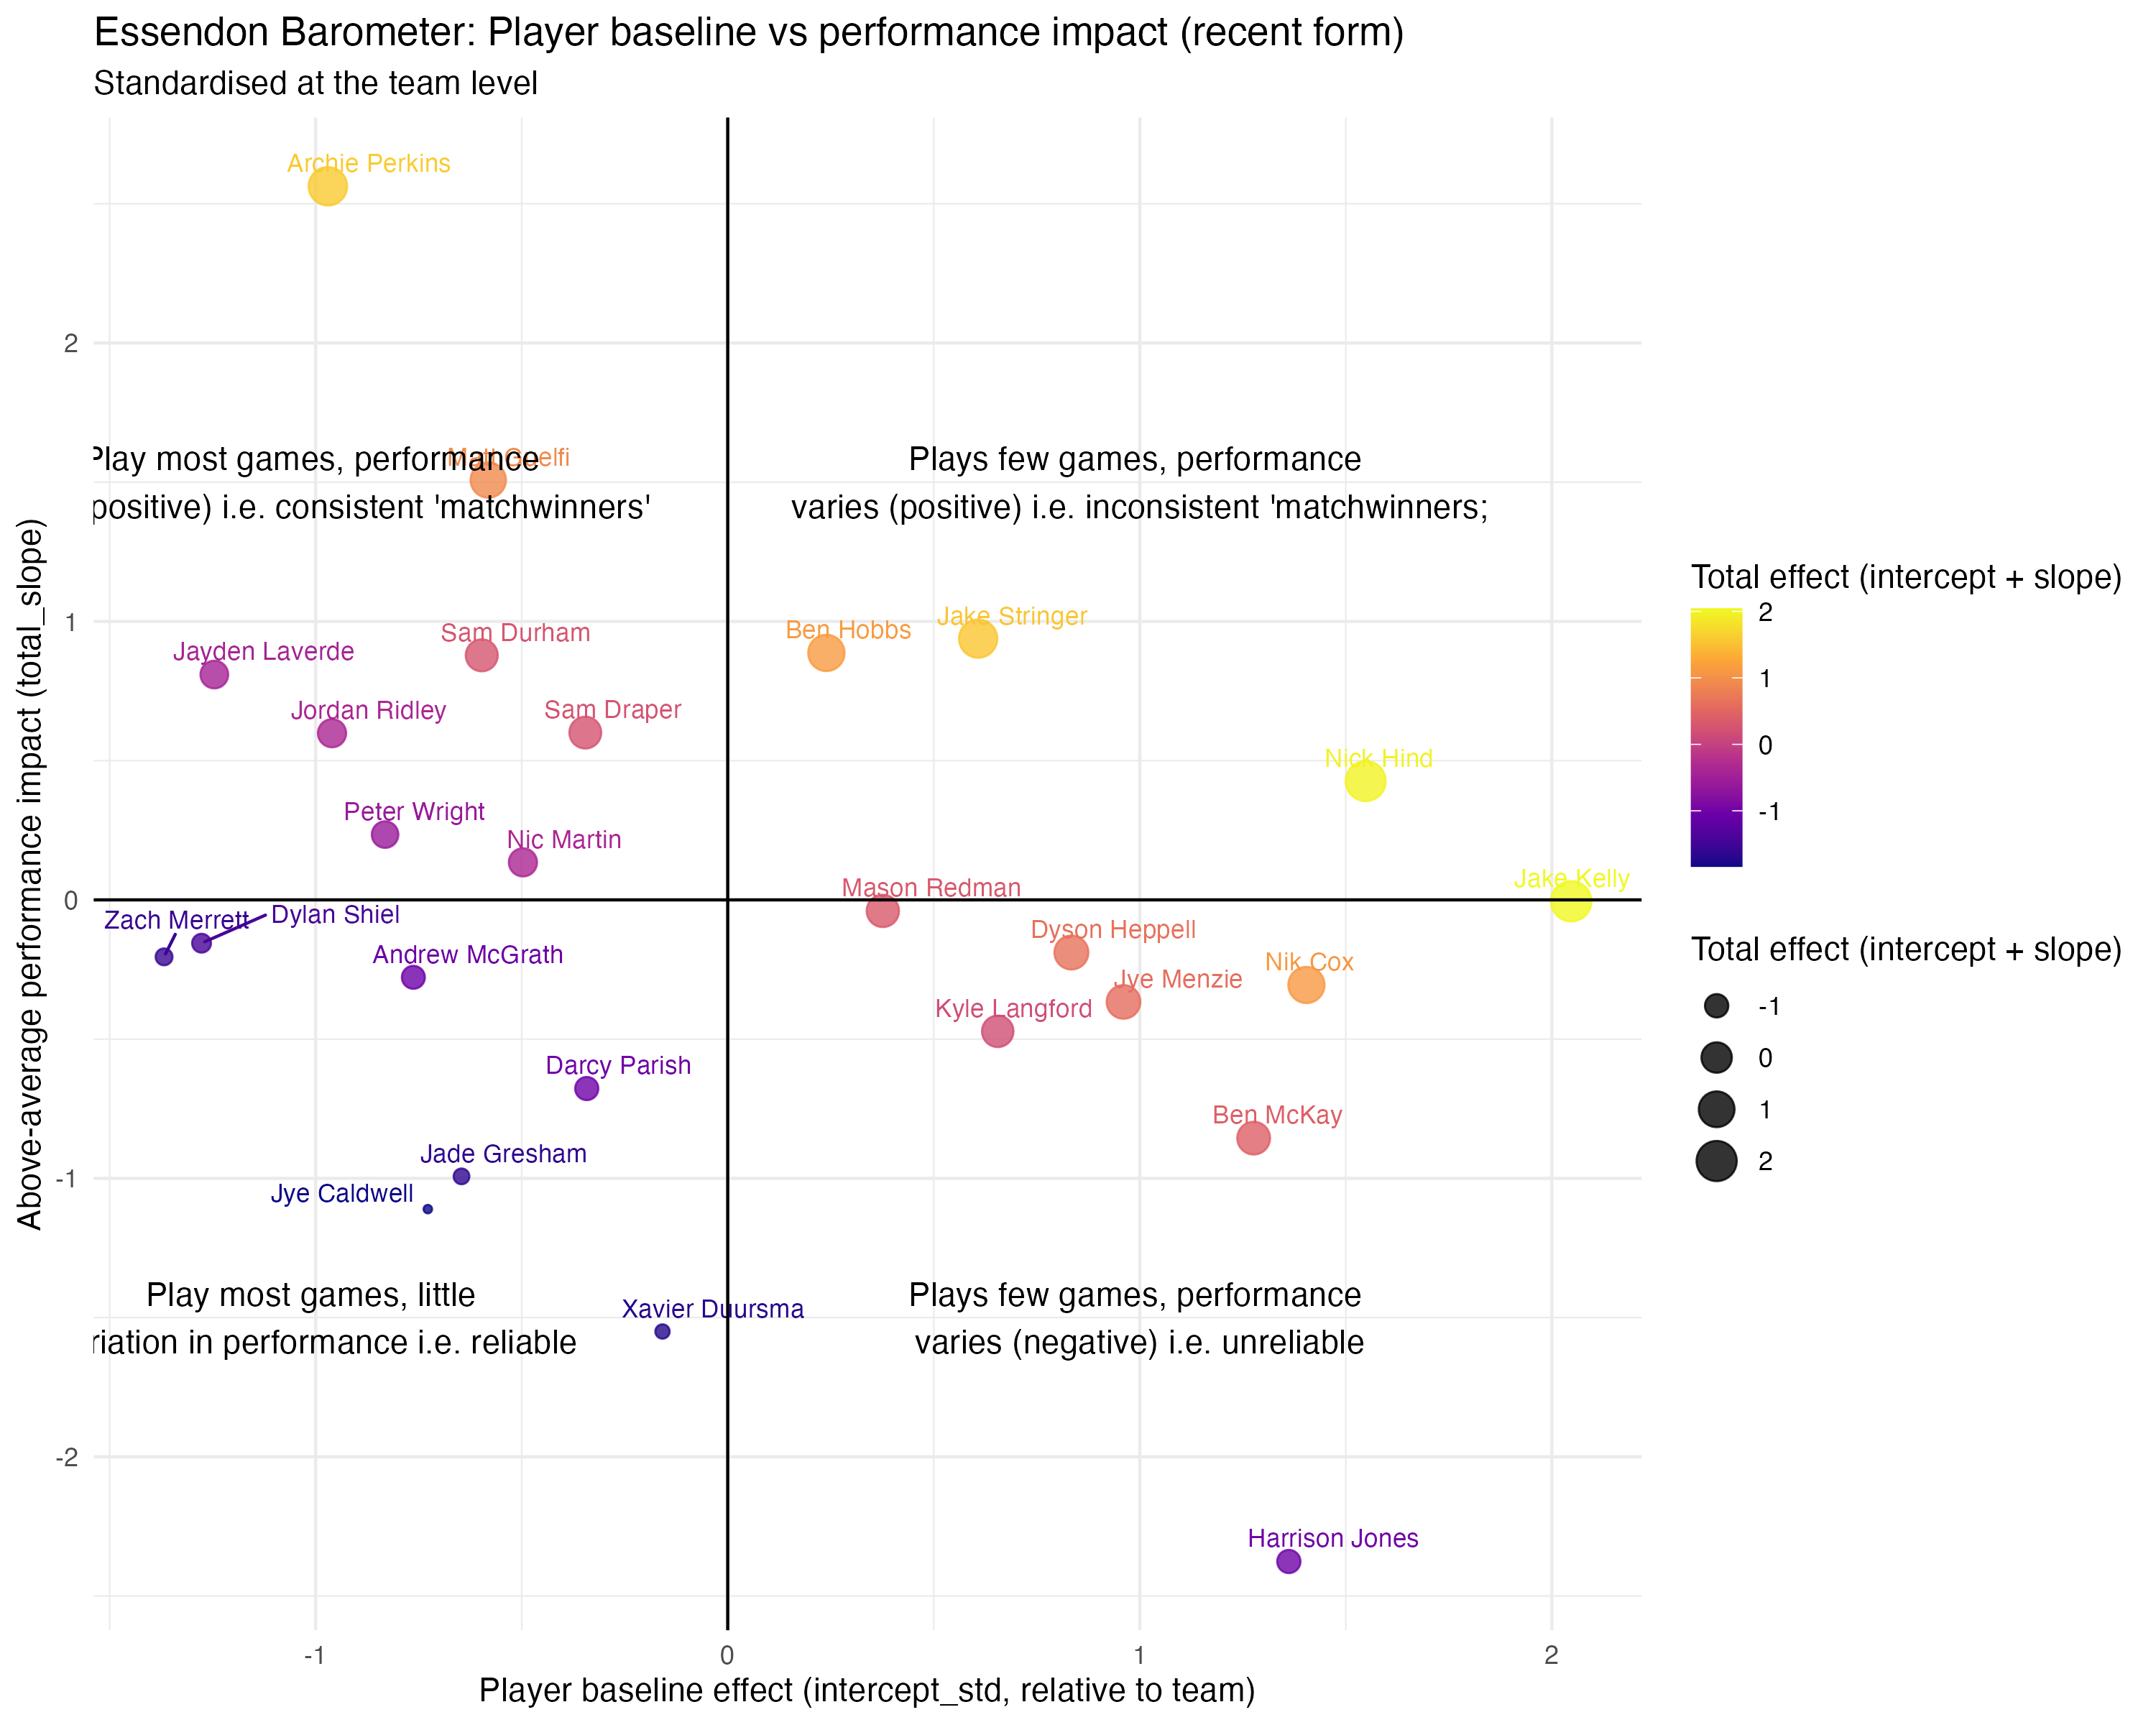 Essendon Barometer: Player baseline vs performance impact (recent form)
Standardised at the team level
Above-average performance impact (total_slope)
2
1
0
-1
-2
Archie Perkins
Play most games, performance
positive) i.e. consistent 'matchwinners'
Matt Guelfi
Plays few games, performance
varies (positive) i.e. inconsistent 'matchwinners;
Jake Stringer
Ben Hobbs
Sam Durham
Jayden Laverde
Jordan Ridley
Sam Draper
Nick Hind
Peter Wright
Nic Martin
Jake Kelly
Mason Redman
Zach Merrett
Dylan Shiel
Dyson Heppell
Andrew McGrath
Nik Cox
Jye Menzie
Kyle Langford
Darcy Parish
Ben McKay
Jade Gresham
Jye Caldwell
Play most games, little
riation in performance i.e. reliable
Xavier Duursma
Plays few games, performance
varies (negative) i.e. unreliable
Harrison Jones
-1
0
1
2
Player baseline effect (intercept_std, relative to team)
Total effect (intercept + slope)
2
1
0
-1
Total effect (intercept + slope)
-1
0
1
2